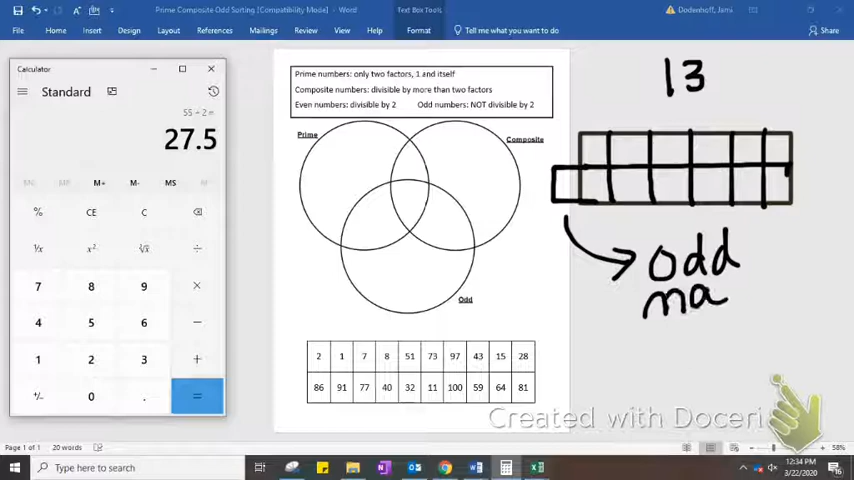 Prime Composite Odd Sorting [Compatibility Mode] - Word
Text Box Tools
Dodenhoff, Jami
File Home Insert Layout References Mailings Review View Help Format Tell me what you want to do Share
Calculator
Standard
55 ÷ 2 =
27.5
M+ M- MS
% CE C
¹/x x² ²√x ÷
7 8 9 ×
4 5 6 −
1 2 3 +
+/- 0 . =
Prime numbers: only two factors, 1 and itself
Composite numbers: divisible by more than two factors
Even numbers: divisible by 2 Odd numbers: NOT divisible by 2
Prime
Composite
Odd
2 1 7 8 51 73 97 43 15 28
86 91 77 40 32 11 100 59 64 81
13
Odd
ma
Created with Doceri
Page 1 of 1 20 words
58%
Type here to search
12:34 PM
3/22/2020